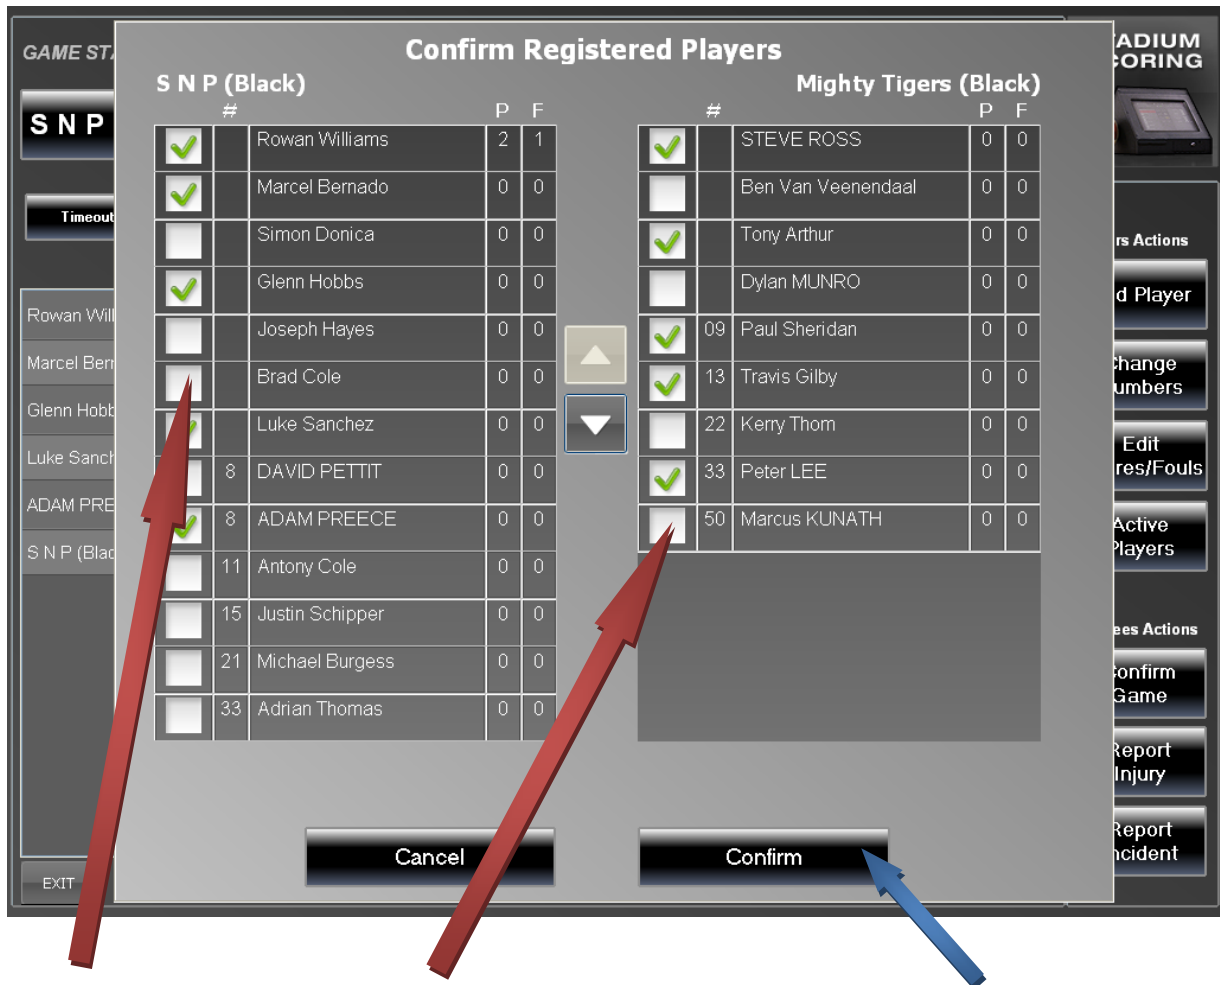 GAME ST
Confirm Registered Players
S N P (Black)
Mighty Tigers (Black)
# P F
# P F
Rowan Williams 2 1
Marcel Bernado 0 0
Simon Donica 0 0
Glenn Hobbs 0 0
Joseph Hayes 0 0
Brad Cole 0 0
Luke Sanchez 0 0
8 DAVID PETTIT 0 0
8 ADAM PREECE 0 0
11 Antony Cole 0 0
15 Justin Schipper 0 0
21 Michael Burgess 0 0
33 Adrian Thomas 0 0
STEVE ROSS 0 0
Ben Van Veenendaal 0 0
Tony Arthur 0 0
Dylan MUNRO 0 0
09 Paul Sheridan 0 0
13 Travis Gilby 0 0
22 Kerry Thom 0 0
33 Peter LEE 0 0
50 Marcus KUNATH 0 0
Cancel
Confirm
S N P
Timeout
Rowan Will
Marcel Bern
Glenn Hobb
Luke Sanch
ADAM PRE
S N P (Blac
EXIT
ADIUM
CORING
rs Actions
d Player
hange
umbers
Edit
res/Fouls
Active
Players
ees Actions
onfirm
Game
Report
Injury
Report
ncident